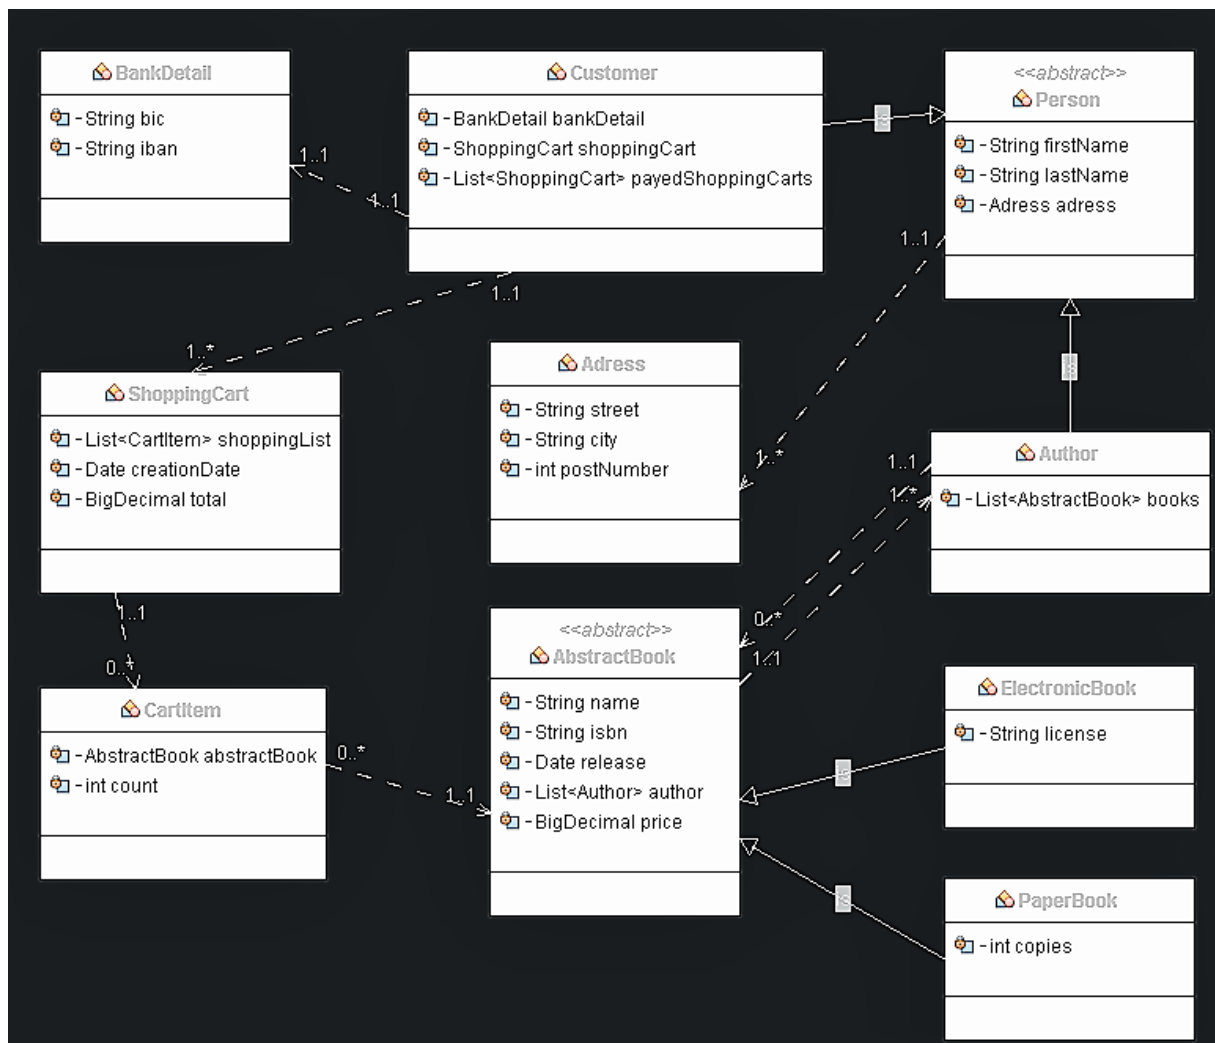 BankDetail
- String bic
- String iban
Customer
- BankDetail bankDetail
- ShoppingCart shoppingCart
- List<ShoppingCart> payedShoppingCarts
<<abstract>>
Person
- String firstName
- String lastName
- Adress adress
is
1..1
1..1
1..1
1..*
1..1
1..*
is
ShoppingCart
- List<CartItem> shoppingList
- Date creationDate
- BigDecimal total
Adress
- String street
- String city
- int postNumber
Author
- List<AbstractBook> books
1..1
1..*
0..*
1..1
1..1
0..*
CartItem
- AbstractBook abstractBook
- int count
0..*
1..1
<<abstract>>
AbstractBook
- String name
- String isbn
- Date release
- List<Author> author
- BigDecimal price
ElectronicBook
- String license
is
is
PaperBook
- int copies